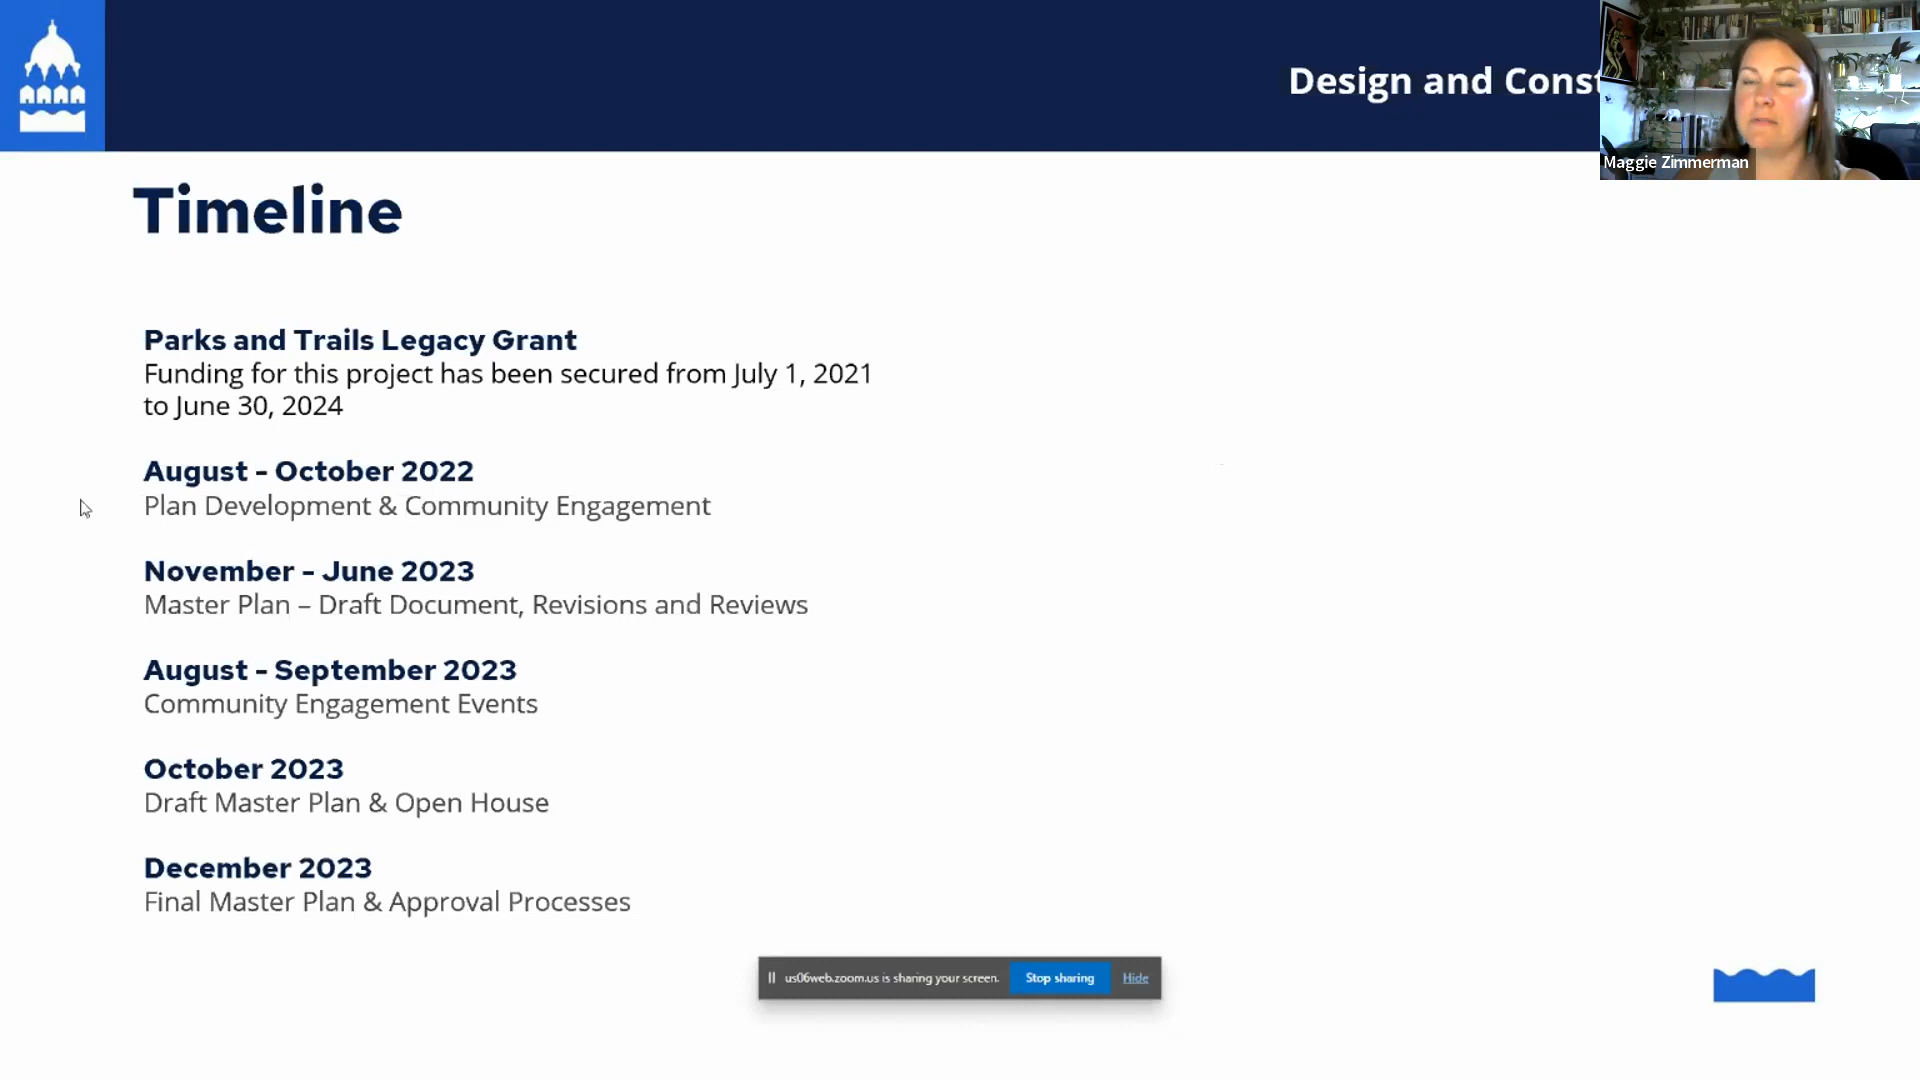 Design and Cons
Maggie Zimmerman
Timeline
Parks and Trails Legacy Grant
Funding for this project has been secured from July 1, 2021
to June 30, 2024
August - October 2022
Plan Development & Community Engagement
November - June 2023
Master Plan – Draft Document, Revisions and Reviews
August - September 2023
Community Engagement Events
October 2023
Draft Master Plan & Open House
December 2023
Final Master Plan & Approval Processes
us06web.zoom.us is sharing your screen. Stop sharing Hide